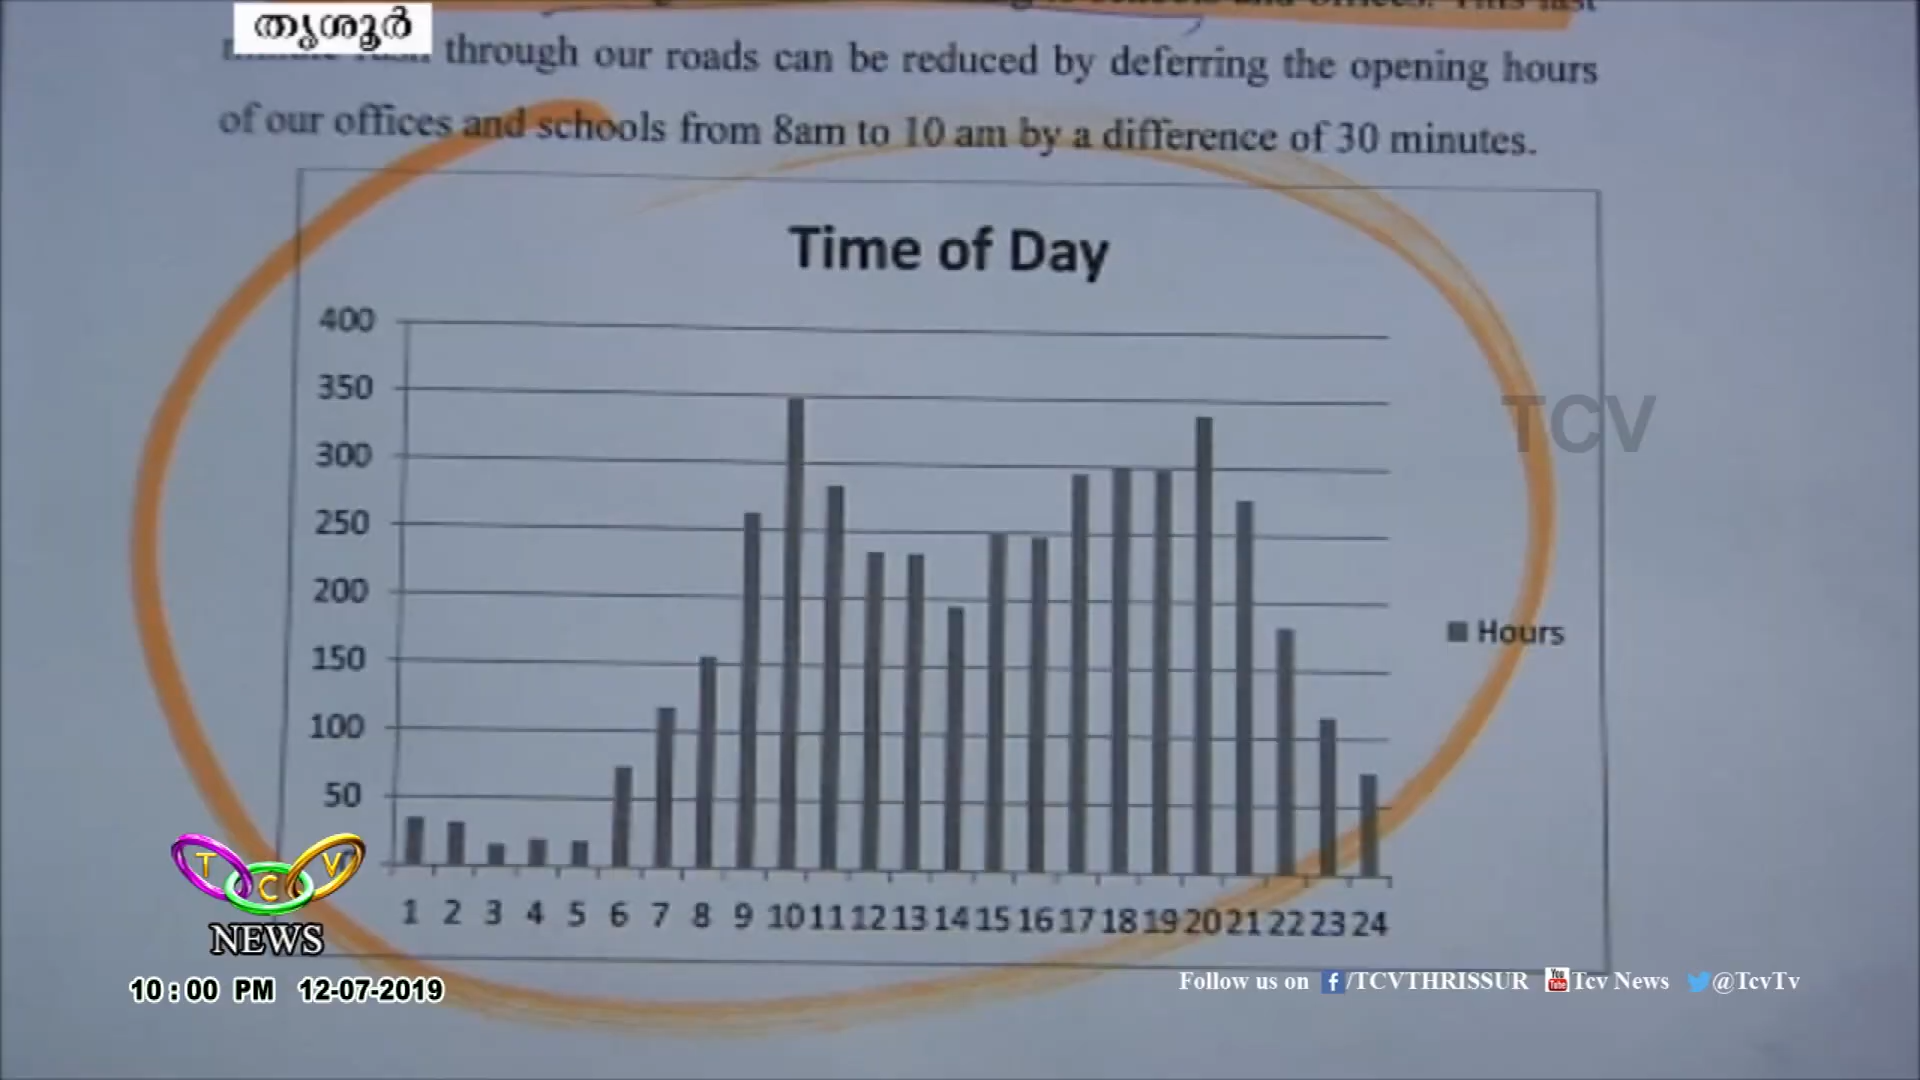 തൃശൂർ
through our roads can be reduced by deferring the opening hours
of our offices and schools from 8am to 10 am by a difference of 30 minutes.
Time of Day
400
350
300
250
200
150
100
50
1 2 3 4 5 6 7 8 9 10 11 12 13 14 15 16 17 18 19 20 21 22 23 24
Hours
TCV
T C V
NEWS
10:00 PM 12-07-2019
Follow us on f/TCVTHRISSUR You Tube Tcv News @TcvTv